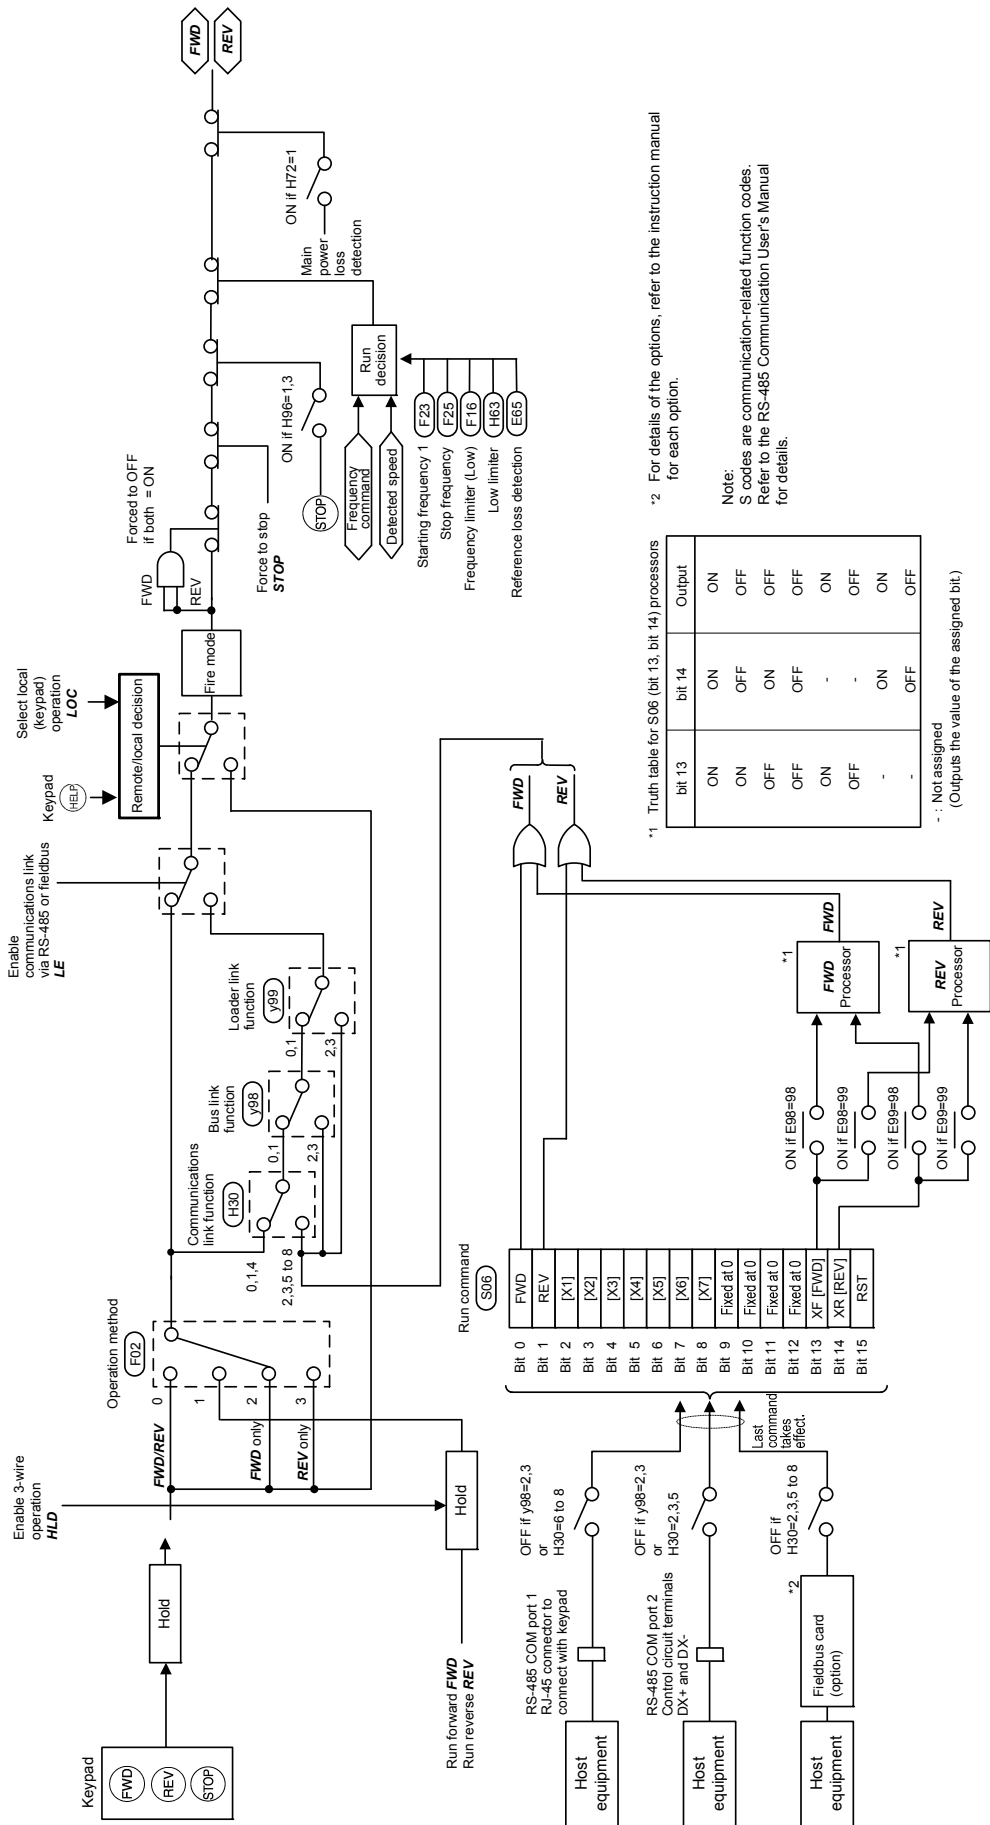 Keypad
FWD
REV
STOP
Hold
Enable 3-wire
operation
HLD
Run forward FWD
Run reverse REV
Hold
FWD/REV
FWD only
REV only
0
1
2
3
Operation method
F02
Communications
link function
H30
0,1,4
2,3,5 to 8
Bus link
function
y98
0,1
2,3
Loader link
function
y99
0,1
2,3
Enable
communications link
via RS-485 or fieldbus
LE
Keypad
HELP
Select local
(keypad)
operation
LOC
Remote/local decision
Fire mode
FWD
REV
Forced to OFF
if both = ON
Force to stop
STOP
STOP
ON if H96=1,3
Frequency
command
Detected speed
Run
decision
Starting frequency 1
F23
Stop frequency
F25
Frequency limiter (Low)
F16
Low limiter
H63
Reference loss detection
E65
Main
power
loss
detection
ON if H72=1
FWD
REV
Host
equipment
RS-485 COM port 1
RJ-45 connector to
connect with keypad
OFF if y98=2,3
or
H30=6 to 8
Host
equipment
RS-485 COM port 2
Control circuit terminals
DX+ and DX-
OFF if y98=2,3
or
H30=2,3,5
Host
equipment
Fieldbus card
(option)
*2
OFF if
H30=2,3,5 to 8
Last
command
takes
effect.
Run command
S06
Bit 0 FWD
Bit 1 REV
Bit 2 [X1]
Bit 3 [X2]
Bit 4 [X3]
Bit 5 [X4]
Bit 6 [X5]
Bit 7 [X6]
Bit 8 [X7]
Bit 9 Fixed at 0
Bit 10 Fixed at 0
Bit 11 Fixed at 0
Bit 12 Fixed at 0
Bit 13 XF [FWD]
Bit 14 XR [REV]
Bit 15 RST
ON if E98=98
ON if E98=99
ON if E99=98
ON if E99=99
*1
FWD
Processor
*1
REV
Processor
FWD
REV
FWD
REV
*1 Truth table for S06 (bit 13, bit 14) processors
bit 13 bit 14 Output
ON ON ON
ON OFF OFF
OFF ON OFF
OFF OFF OFF
ON - ON
OFF - OFF
- ON ON
- OFF OFF
- : Not assigned
(Outputs the value of the assigned bit.)
*2 For details of the options, refer to the instruction manual
for each option.
Note:
S codes are communication-related function codes.
Refer to the RS-485 Communication User's Manual
for details.